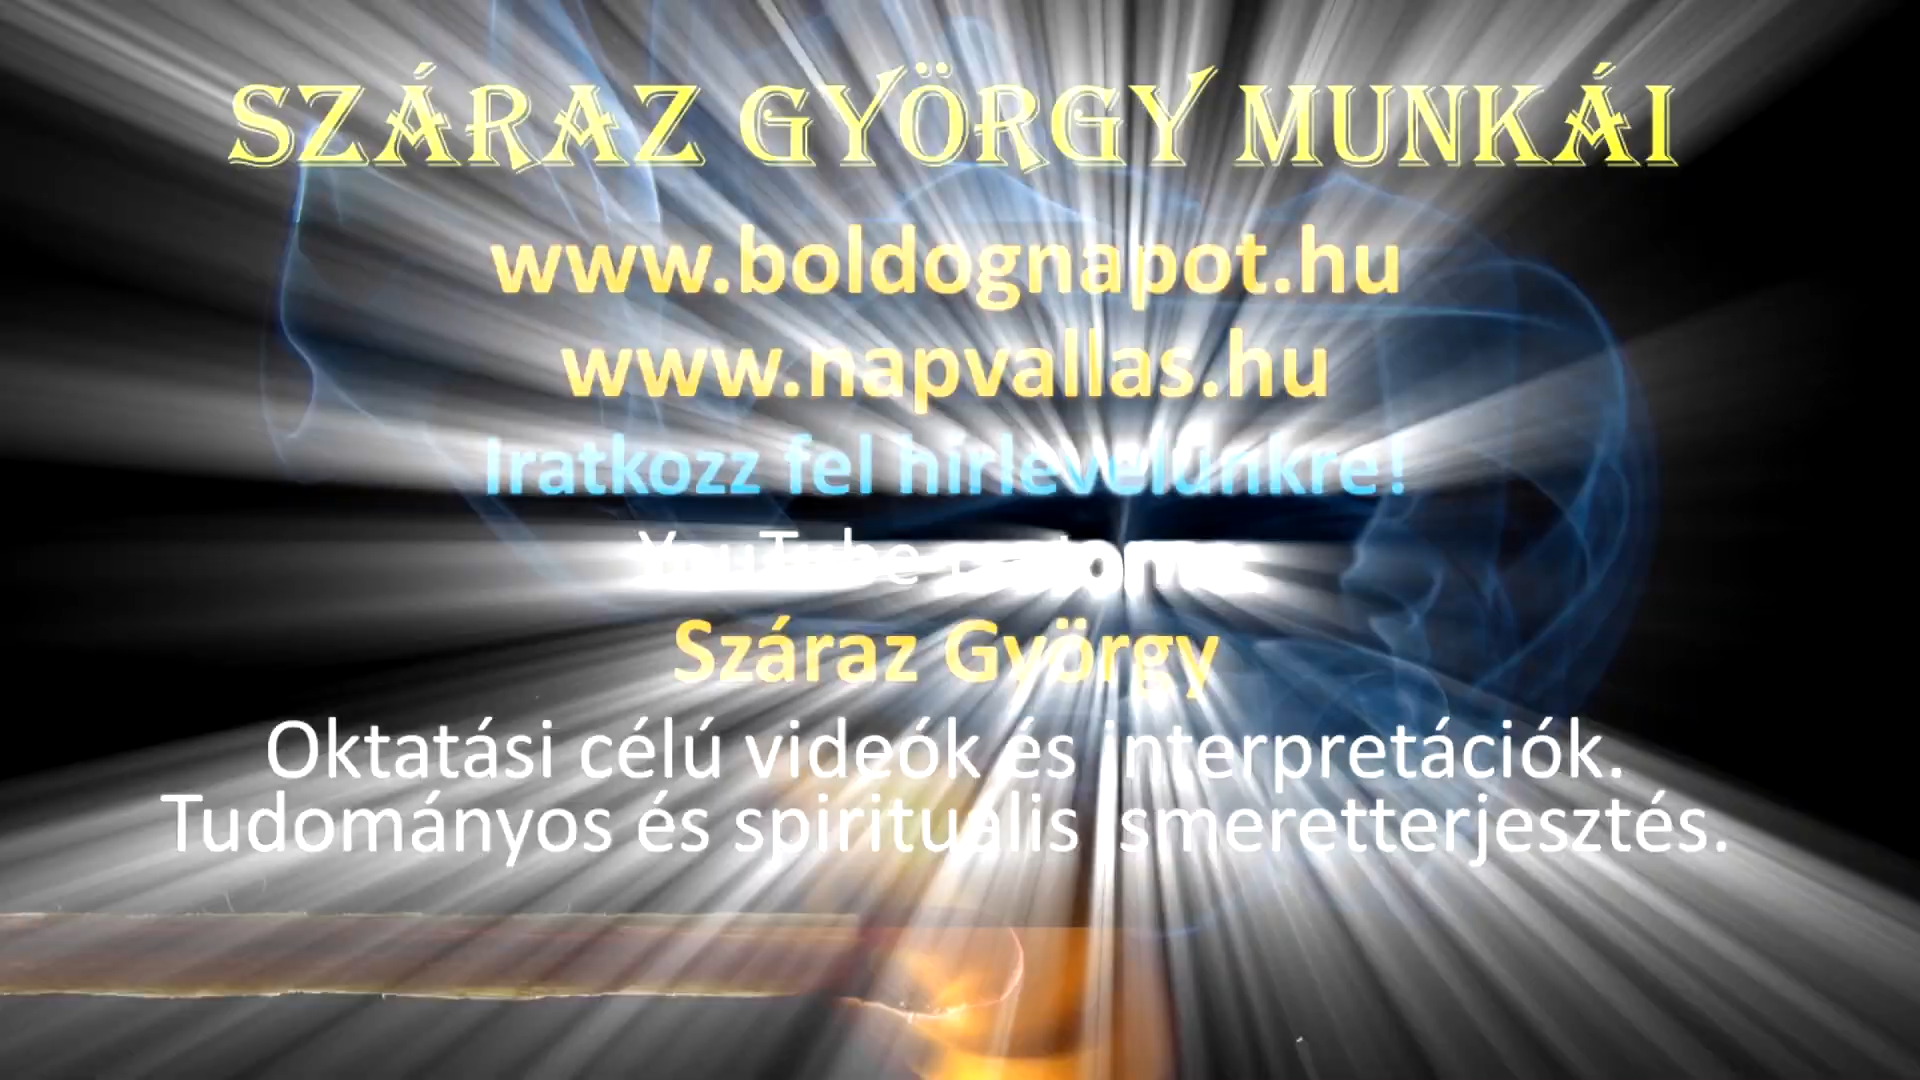 SZÁRAZ GYÖRGY MUNKÁI
www.boldognapot.hu
www.napvallas.hu
Iratkozz fel hírlevelünkre!
YouTube
Száraz György
Oktatási célú videók és interpretációk.
Tudományos és spirituális ismeretterjesztés.